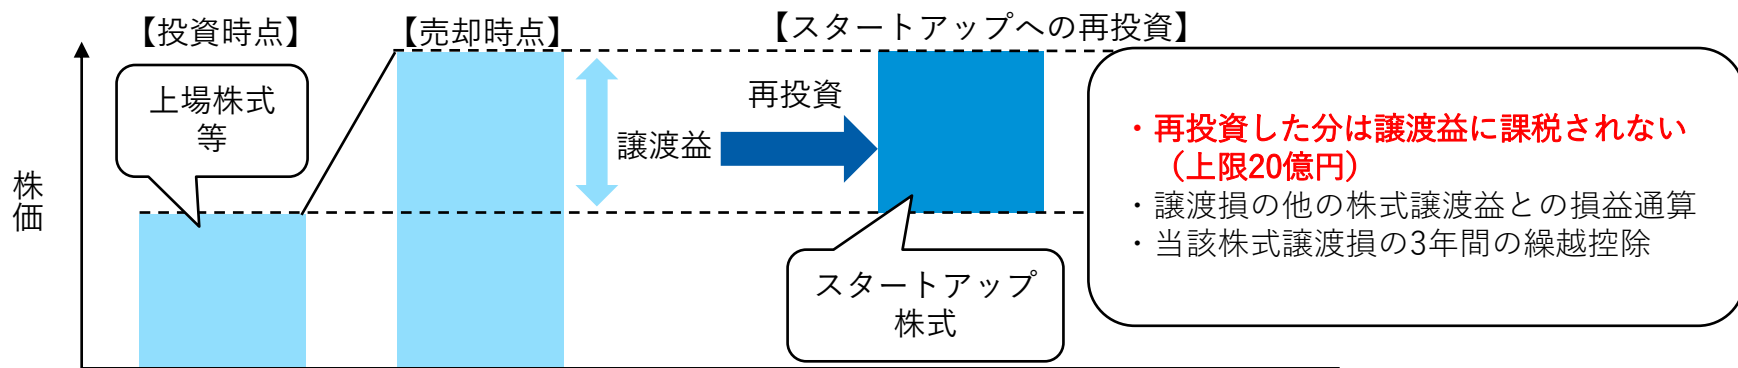 【投資時点】
【売却時点】
【スタートアップへの再投資】
上場株式
等
再投資
譲渡益
株
価
スタートアップ
株式
・再投資した分は譲渡益に課税されない
（上限20億円）
・譲渡損の他の株式譲渡益との損益通算
・当該株式譲渡損の3年間の繰越控除